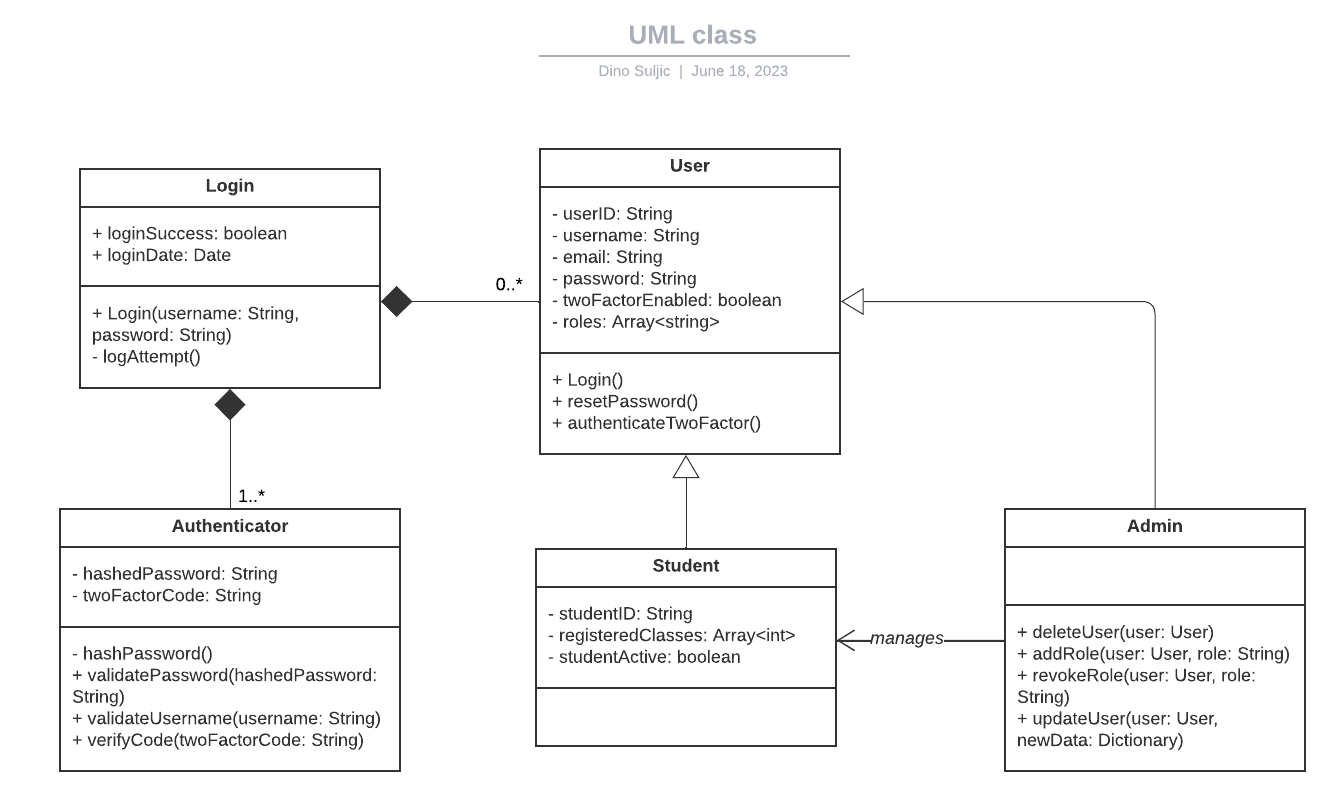 UML class
Dino Suljic | June 18, 2023
Login
+ loginSuccess: boolean
+ loginDate: Date
+ Login(username: String,
password: String)
- logAttempt()
0..*
User
- userID: String
- username: String
- email: String
- password: String
- twoFactorEnabled: boolean
- roles: Array<string>
+ Login()
+ resetPassword()
+ authenticateTwoFactor()
1..*
Authenticator
- hashedPassword: String
- twoFactorCode: String
- hashPassword()
+ validatePassword(hashedPassword:
String)
+ validateUsername(username: String)
+ verifyCode(twoFactorCode: String)
Student
- studentID: String
- registeredClasses: Array<int>
- studentActive: boolean
manages
Admin
+ deleteUser(user: User)
+ addRole(user: User, role: String)
+ revokeRole(user: User, role:
String)
+ updateUser(user: User,
newData: Dictionary)